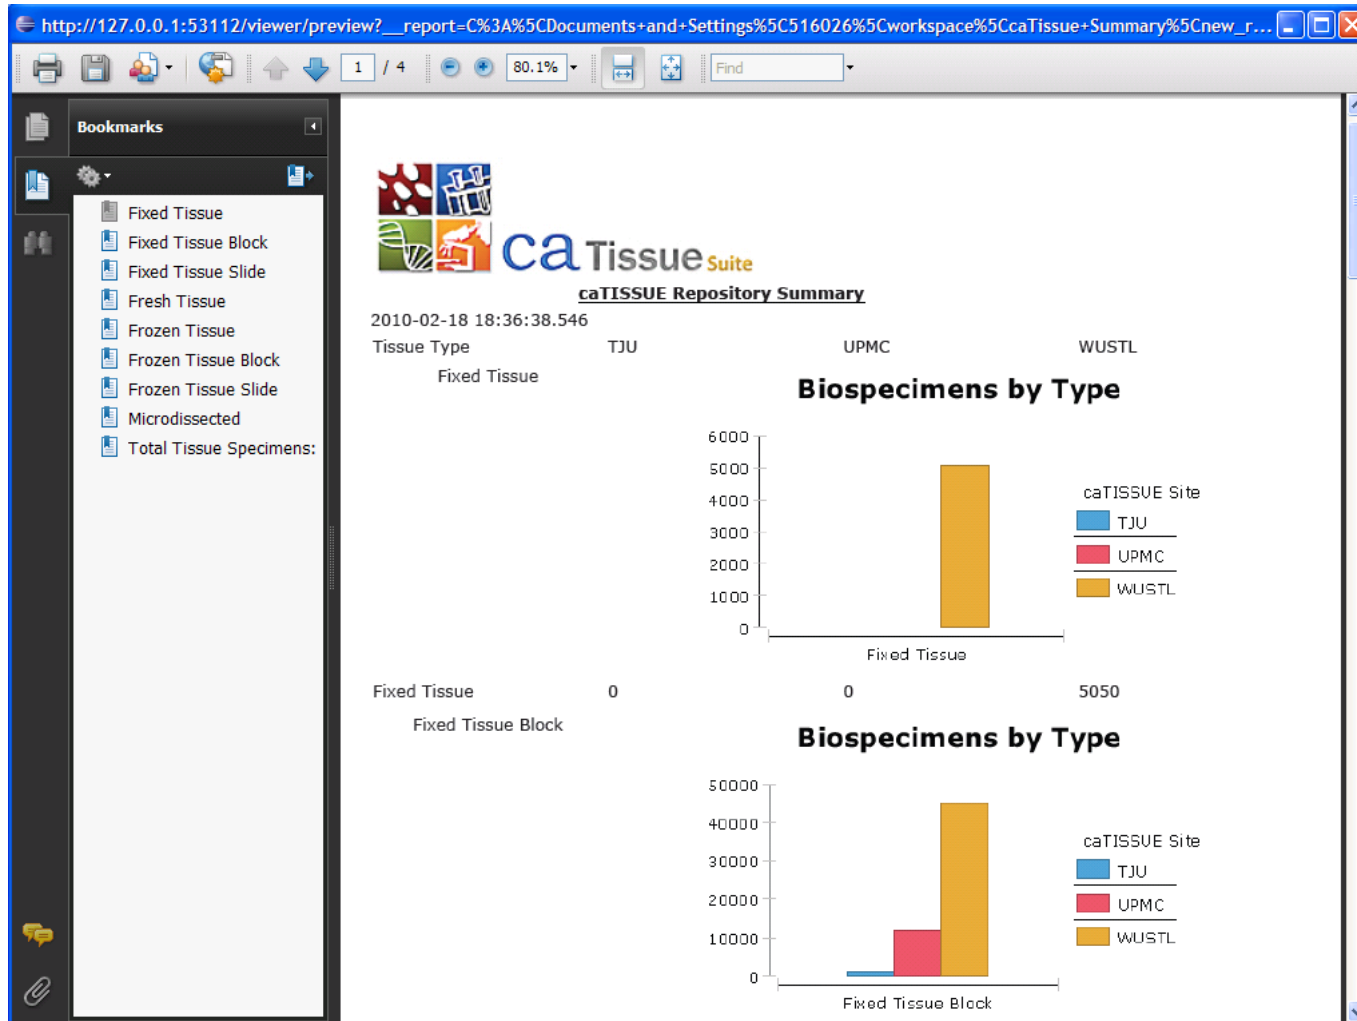 http://127.0.0.1:53112/viewer/preview?__report=C%3A%5CDocuments+and+Settings%5C516026%5Cworkspace%5CcaTissue+Summary%5Cnew_r...
1 / 4
80.1%
Find
Bookmarks
Fixed Tissue
Fixed Tissue Block
Fixed Tissue Slide
Fresh Tissue
Frozen Tissue
Frozen Tissue Block
Frozen Tissue Slide
Microdissected
Total Tissue Specimens:
ca Tissue Suite
caTISSUE Repository Summary
2010-02-18 18:36:38.546
Tissue Type TJU UPMC WUSTL
Fixed Tissue
Biospecimens by Type
6000
5000
4000
3000
2000
1000
0
Fixed Tissue
caTISSUE Site
TJU
UPMC
WUSTL
Fixed Tissue 0 0 5050
Fixed Tissue Block
Biospecimens by Type
50000
40000
30000
20000
10000
0
Fixed Tissue Block
caTISSUE Site
TJU
UPMC
WUSTL